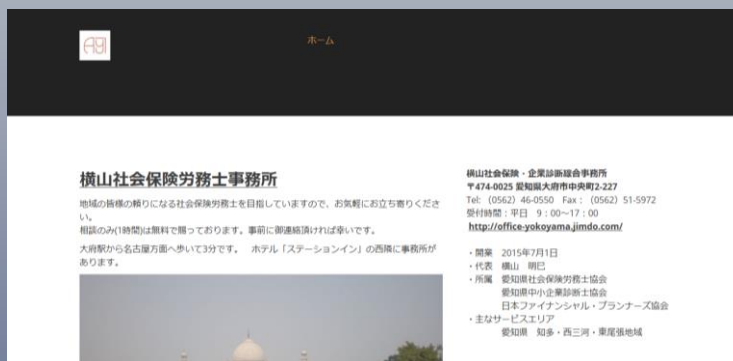 AYI
ホーム
横山社会保険労務士事務所
地域の皆様の頼りになる社会保険労務士を目指していますので、お気軽にお立ち寄りくださ
い。
相談のみ(1時間)は無料で賜っております。事前に御連絡頂ければ幸いです。
大府駅から名古屋方面へ歩いて3分です。 ホテル「ステーションイン」の西隣に事務所が
あります。
横山社会保険・企業診断綜合事務所
〒474-0025 愛知県大府市中央町2-227
Tel: (0562) 46-0550 Fax: (0562) 51-5972
受付時間:平日 9:00～17:00
http://office-yokoyama.jimdo.com/
・開業 2015年7月1日
・代表 横山 明巳
・所属 愛知県社会保険労務士協会
愛知県中小企業診断士協会
日本ファイナンシャル・プランナーズ協会
・主なサービスエリア
愛知県 知多・西三河・東尾張地域